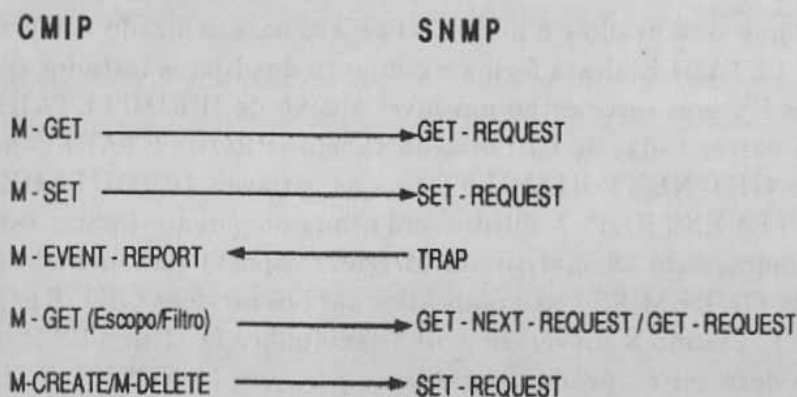 CMIP SNMP
M - GET GET - REQUEST
M - SET SET - REQUEST
M - EVENT - REPORT TRAP
M - GET (Escopo/Filtro) GET - NEXT - REQUEST / GET - REQUEST
M-CREATE/M-DELETE SET - REQUEST